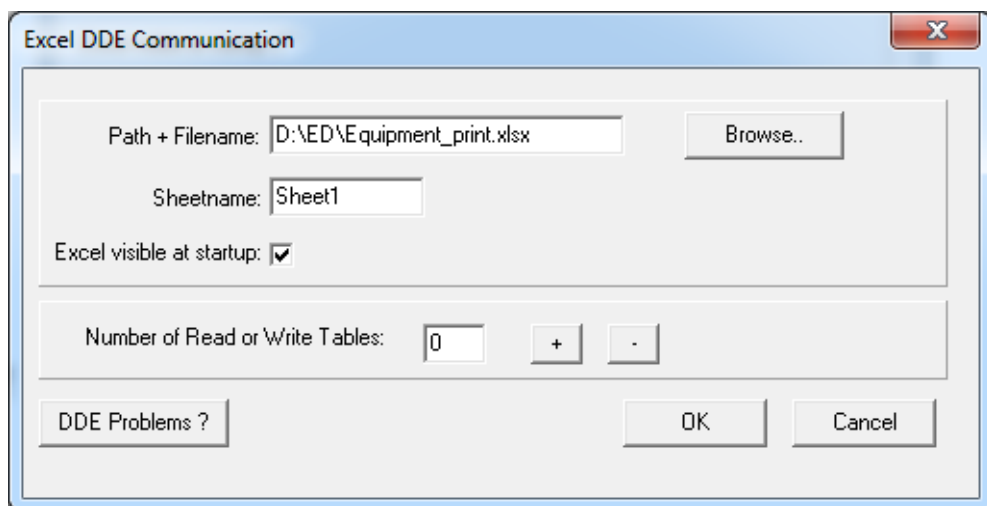 Excel DDE Communication
Path + Filename: D:\ED\Equipment_print.xlsx Browse..
Sheetname: Sheet1
Excel visible at startup:
Number of Read or Write Tables: 0 + -
DDE Problems ? OK Cancel